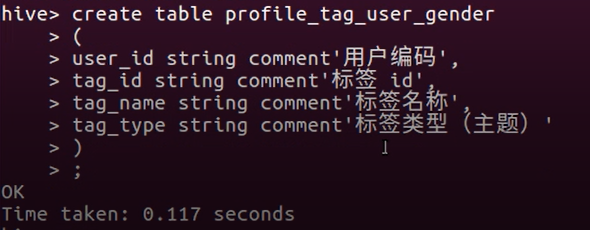 hive> create table profile_tag_user_gender
> (
> user_id string comment'用户编码',
> tag_id string comment'标签 id',
> tag_name string comment'标签名称',
> tag_type string comment'标签类型（主题）'
> )
> ;
OK
Time taken: 0.117 seconds